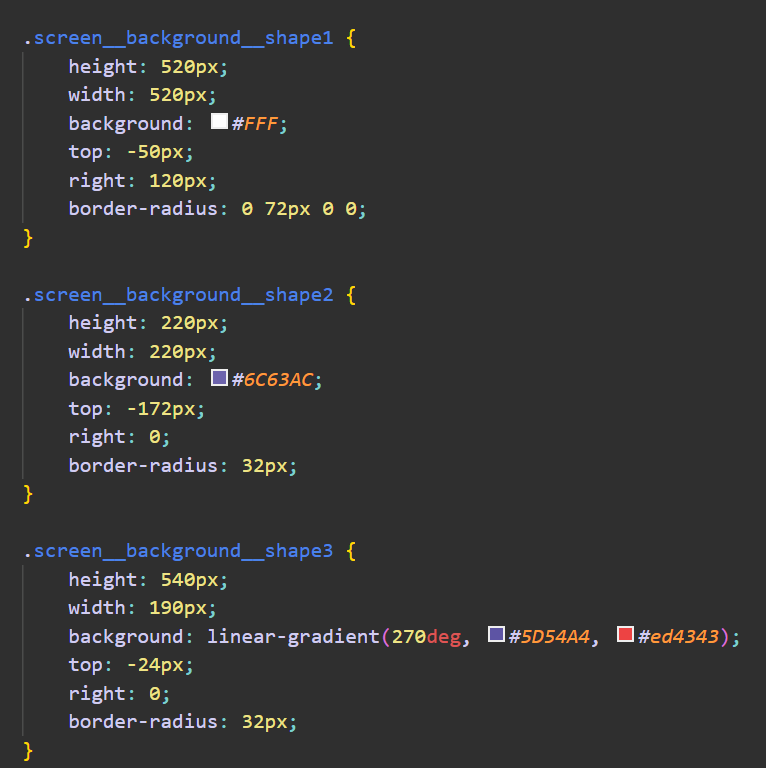 .screen__background__shape1 {
height: 520px;
width: 520px;
background: #FFF;
top: -50px;
right: 120px;
border-radius: 0 72px 0 0;
}
.screen__background__shape2 {
height: 220px;
width: 220px;
background: #6C63AC;
top: -172px;
right: 0;
border-radius: 32px;
}
.screen__background__shape3 {
height: 540px;
width: 190px;
background: linear-gradient(270deg, #5D54A4, #ed4343);
top: -24px;
right: 0;
border-radius: 32px;
}